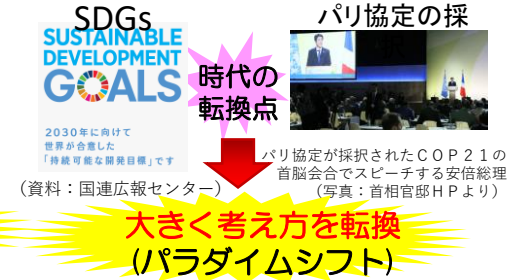 SDGs
SUSTAINABLE
DEVELOPMENT
GOALS
2030年に向けて
世界が合意した
「持続可能な開発目標」です
(資料：国連広報センター)
時代の
転換点
パリ協定の採
パリ協定が採択されたＣＯＰ２１の
首脳会合でスピーチする安倍総理
(写真：首相官邸ＨＰより)
大きく考え方を転換
(パラダイムシフト)